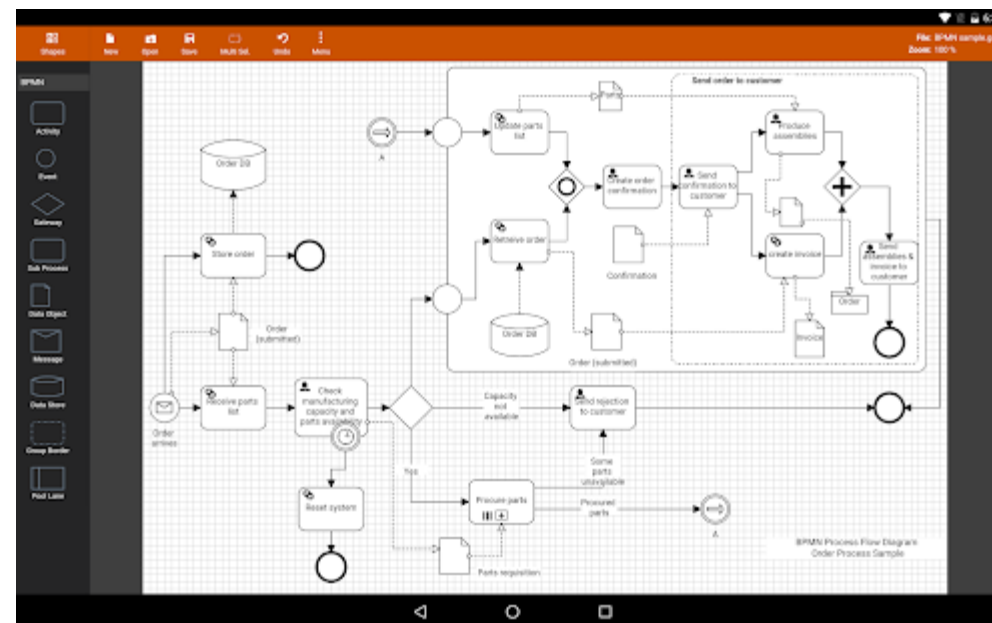 6:
Shapes
New
Open
Save
Multi Sel.
Undo
Menu
File: BPMN sample.p
Zoom: 100%
BPMN
Activity
Event
Gateway
Sub Process
Data Object
Message
Data Store
Group Border
Pool Lane
Send order to customer
Parts
Update parts
list
Produce
assemblies
A
Order DB
Create order
confirmation
Send
confirmation to
customer
Store order
Retrieve order
create invoice
Send
assemblies &
invoice to
customer
Confirmation
Order
Order DB
Invoice
Order
(submitted)
Order (submitted)
Receive parts
list
Check
manufacturing
capacity and
parts availability
Capacity
not
available
Send rejection
to customer
Order
arrives
Yes
Some
parts
unavailable
Reset system
Procure parts
Procured
parts
A
BPMN Process Flow Diagram
Order Process Sample
Parts requisition